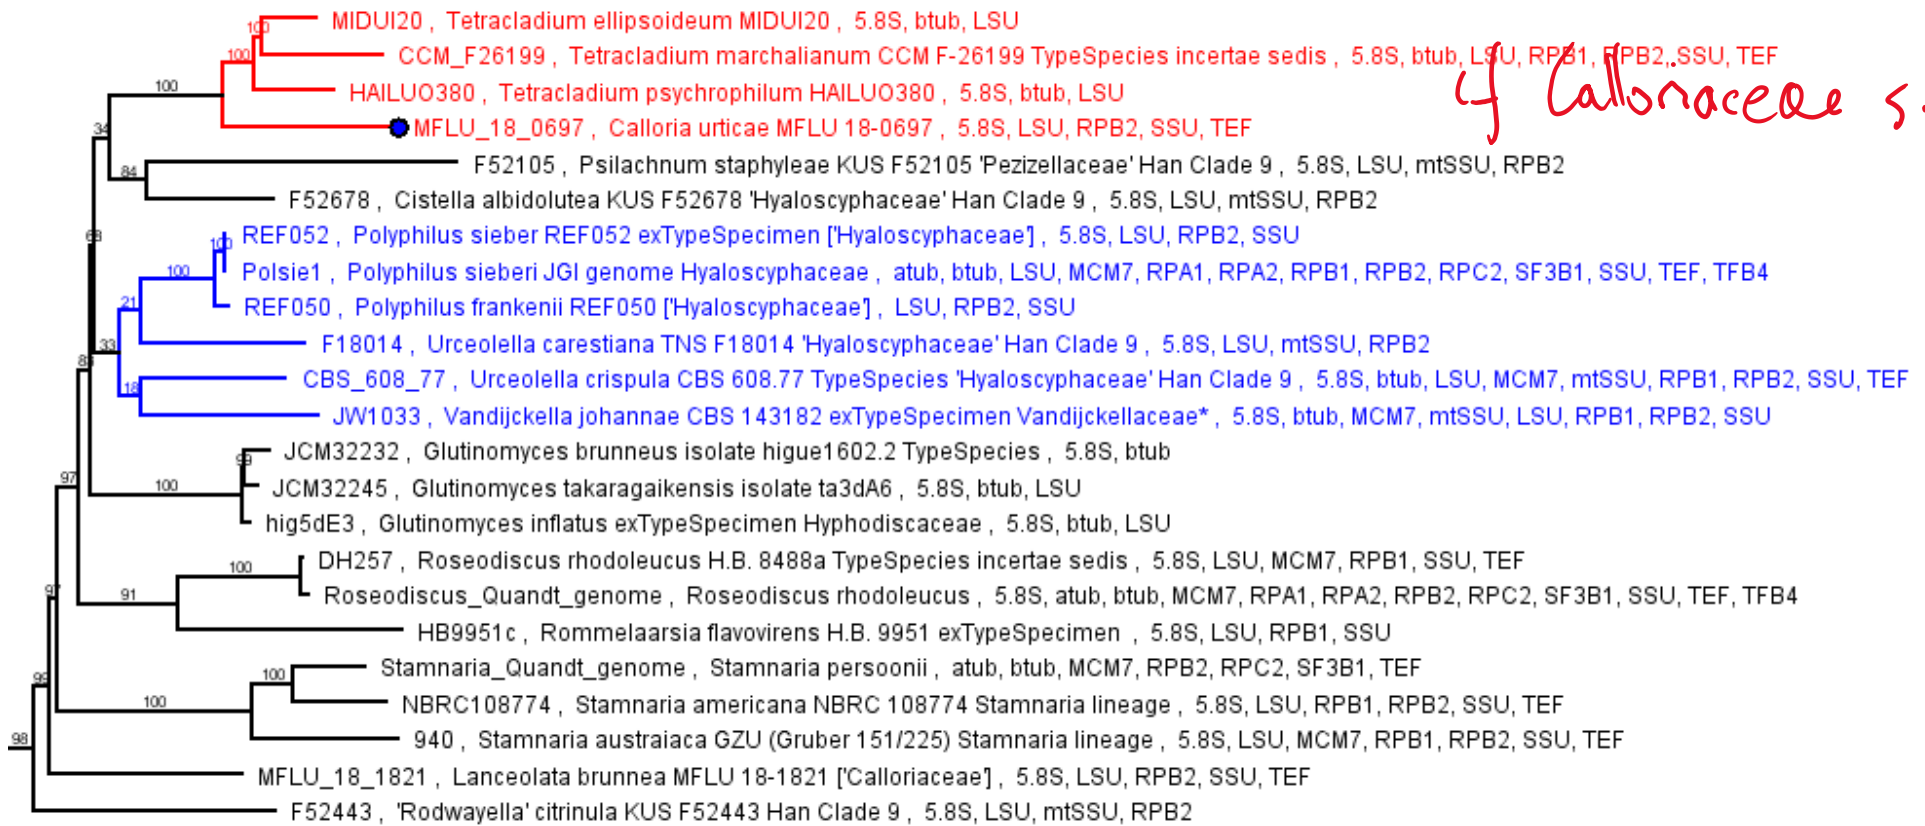 100
MIDUI20 , Tetracladium ellipsoideum MIDUI20 , 5.8S, btub, LSU
100
CCM_F26199 , Tetracladium marchalianum CCM F-26199 TypeSpecies incertae sedis , 5.8S, btub, LSU, RPB1, RPB2, SSU, TEF
100
HAILUO380 , Tetracladium psychrophilum HAILUO380 , 5.8S, btub, LSU
cf Calloriaceae s.
34
MFLU_18_0697 , Calloria urticae MFLU 18-0697 , 5.8S, LSU, RPB2, SSU, TEF
F52105 , Psilachnum staphyleae KUS F52105 'Pezizellaceae' Han Clade 9 , 5.8S, LSU, mtSSU, RPB2
84
F52678 , Cistella albidolutea KUS F52678 'Hyaloscyphaceae' Han Clade 9 , 5.8S, LSU, mtSSU, RPB2
68
100
REF052 , Polyphilus sieber REF052 exTypeSpecimen ['Hyaloscyphaceae'] , 5.8S, LSU, RPB2, SSU
100
Polsie1 , Polyphilus sieberi JGI genome Hyaloscyphaceae , atub, btub, LSU, MCM7, RPA1, RPA2, RPB1, RPB2, RPC2, SF3B1, SSU, TEF, TFB4
21
REF050 , Polyphilus frankenii REF050 ['Hyaloscyphaceae'] , LSU, RPB2, SSU
33
F18014 , Urceolella carestiana TNS F18014 'Hyaloscyphaceae' Han Clade 9 , 5.8S, LSU, mtSSU, RPB2
CBS_608_77 , Urceolella crispula CBS 608.77 TypeSpecies 'Hyaloscyphaceae' Han Clade 9 , 5.8S, btub, LSU, MCM7, mtSSU, RPB1, RPB2, SSU, TEF
18
JW1033 , Vandijckella johannae CBS 143182 exTypeSpecimen Vandijckellaceae* , 5.8S, btub, MCM7, mtSSU, LSU, RPB1, RPB2, SSU
JCM32232 , Glutinomyces brunneus isolate higue1602.2 TypeSpecies , 5.8S, btub
99
97
100
JCM32245 , Glutinomyces takaragaikensis isolate ta3dA6 , 5.8S, btub, LSU
hig5dE3 , Glutinomyces inflatus exTypeSpecimen Hyphodiscaceae , 5.8S, btub, LSU
DH257 , Roseodiscus rhodoleucus H.B. 8488a TypeSpecies incertae sedis , 5.8S, LSU, MCM7, RPB1, SSU, TEF
100
91
Roseodiscus_Quandt_genome , Roseodiscus rhodoleucus , 5.8S, atub, btub, MCM7, RPA1, RPA2, RPB2, RPC2, SF3B1, SSU, TEF, TFB4
HB9951c , Rommelaarsia flavovirens H.B. 9951 exTypeSpecimen , 5.8S, LSU, RPB1, SSU
Stamnaria_Quandt_genome , Stamnaria persoonii , atub, btub, MCM7, RPB2, RPC2, SF3B1, TEF
99
100
100
NBRC108774 , Stamnaria americana NBRC 108774 Stamnaria lineage , 5.8S, LSU, RPB1, RPB2, SSU, TEF
98
940 , Stamnaria austraiaca GZU (Gruber 151/225) Stamnaria lineage , 5.8S, LSU, MCM7, RPB1, RPB2, SSU, TEF
MFLU_18_1821 , Lanceolata brunnea MFLU 18-1821 ['Calloriaceae'] , 5.8S, LSU, RPB2, SSU, TEF
F52443 , 'Rodwayella' citrinula KUS F52443 Han Clade 9 , 5.8S, LSU, mtSSU, RPB2